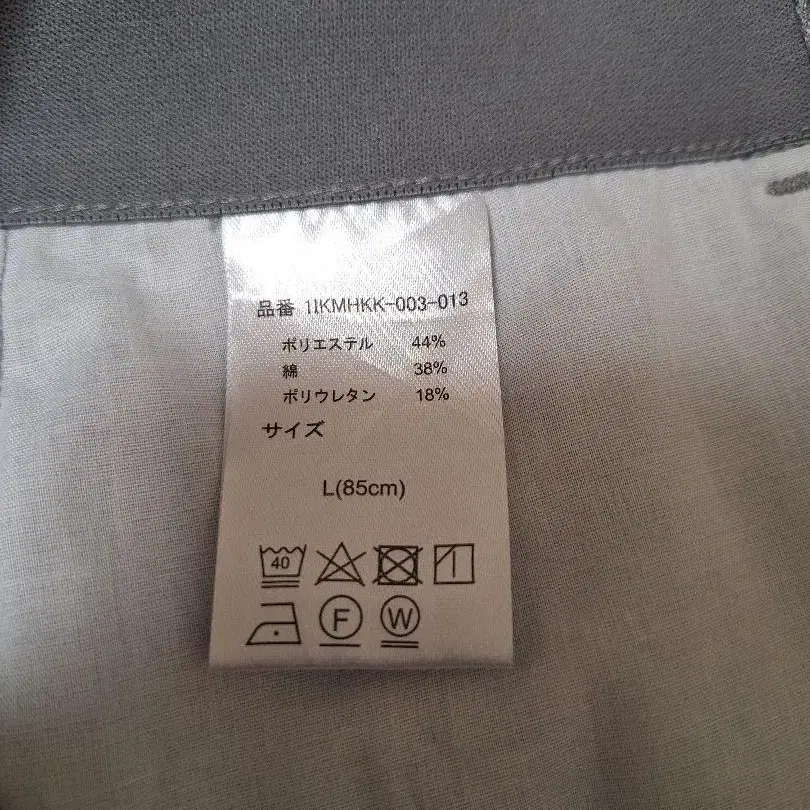 品番 1IKMHKK-003-013
ポリエステル 44%
綿 38%
ポリウレタン 18%
サイズ
L(85cm)
40
F W